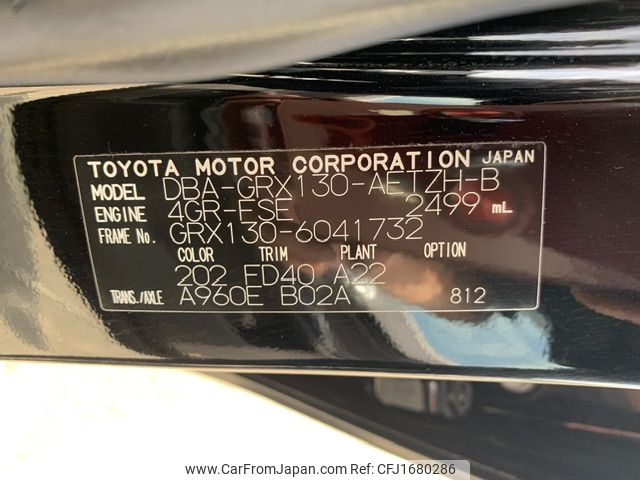 TOYOTA MOTOR CORPORATION JAPAN
MODEL DBA-GRX130-AETZH-B
ENGINE 4GR-FSE 2499 mL
FRAME No. GRX130-6041732
COLOR TRIM PLANT OPTION
202 FD40 A22
TRANS./AXLE A960E B02A 812
www.CarFromJapan.com/detail/CFJ1680286